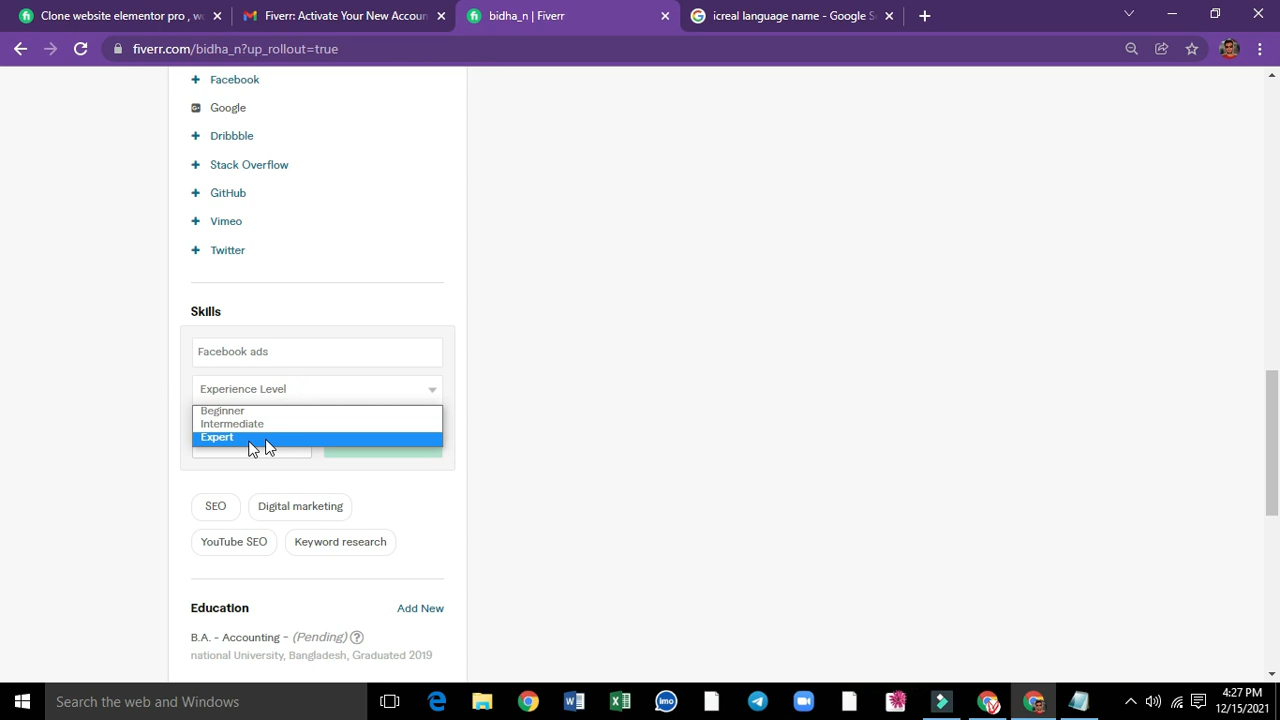 Clone website elementor pro , wo
Fiverr: Activate Your New Accoun
bidha_n | Fiverr
icreal language name - Google S
fiverr.com/bidha_n?up_rollout=true
Facebook
Google
Dribbble
Stack Overflow
GitHub
Vimeo
Twitter
Skills
Facebook ads
Experience Level
Beginner
Intermediate
Expert
SEO
Digital marketing
YouTube SEO
Keyword research
Education
Add New
B.A. - Accounting - (Pending) ?
national University, Bangladesh, Graduated 2019
Search the web and Windows
imo
4:27 PM
12/15/2021